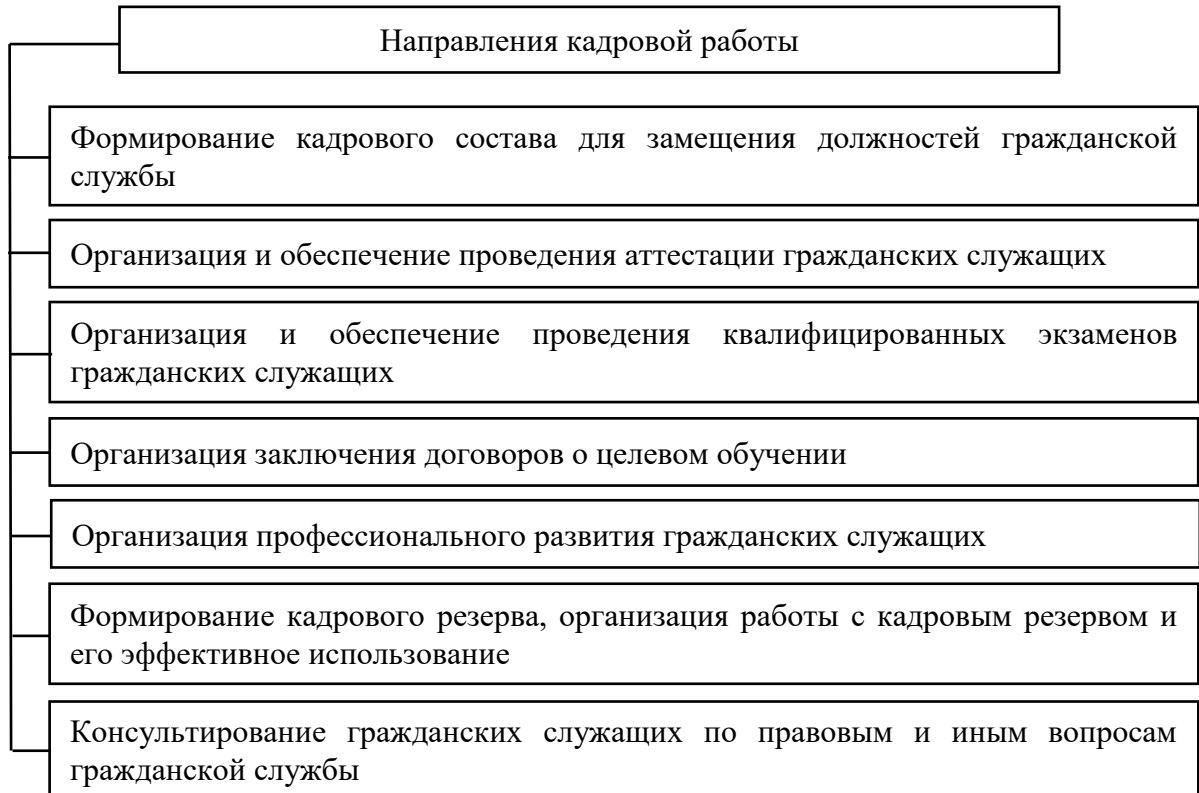 Направления кадровой работы
Формирование кадрового состава для замещения должностей гражданской
службы
Организация и обеспечение проведения аттестации гражданских служащих
Организация и обеспечение проведения квалифицированных экзаменов
гражданских служащих
Организация заключения договоров о целевом обучении
Организация профессионального развития гражданских служащих
Формирование кадрового резерва, организация работы с кадровым резервом и
его эффективное использование
Консультирование гражданских служащих по правовым и иным вопросам
гражданской службы